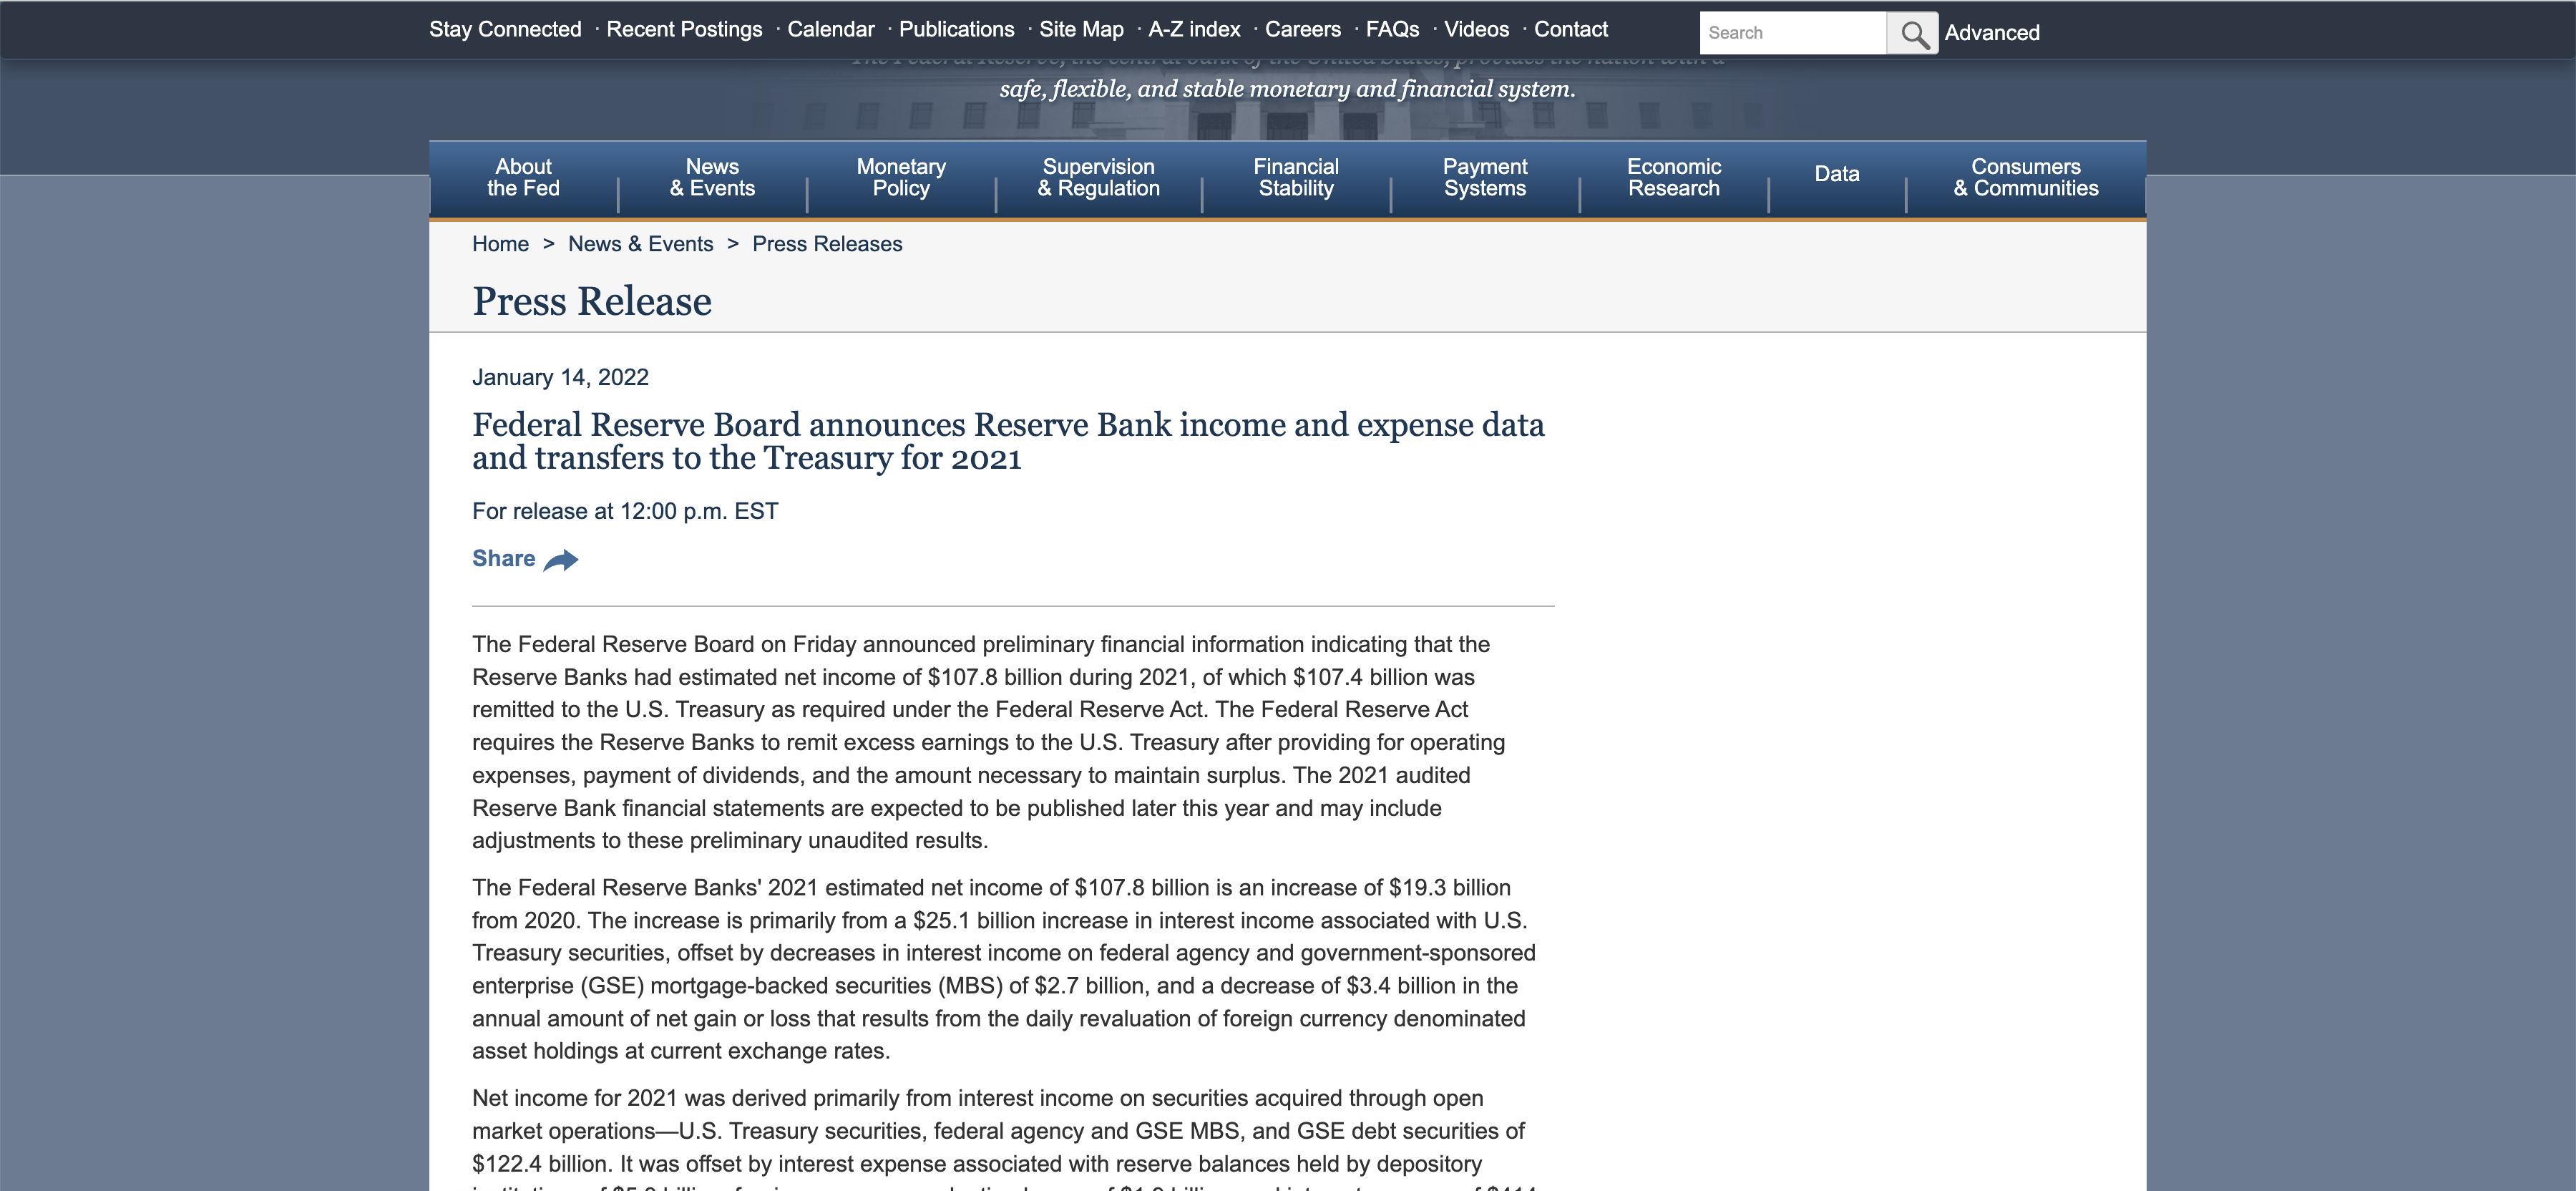 Stay Connected · Recent Postings · Calendar · Publications · Site Map · A-Z index · Careers · FAQs · Videos · Contact Search Advanced
The Federal Reserve, the central bank of the United States, provides the nation with a
safe, flexible, and stable monetary and financial system.
About the Fed
News & Events
Monetary Policy
Supervision & Regulation
Financial Stability
Payment Systems
Economic Research
Data
Consumers & Communities
Home > News & Events > Press Releases
Press Release
January 14, 2022
Federal Reserve Board announces Reserve Bank income and expense data
and transfers to the Treasury for 2021
For release at 12:00 p.m. EST
Share
The Federal Reserve Board on Friday announced preliminary financial information indicating that the
Reserve Banks had estimated net income of $107.8 billion during 2021, of which $107.4 billion was
remitted to the U.S. Treasury as required under the Federal Reserve Act. The Federal Reserve Act
requires the Reserve Banks to remit excess earnings to the U.S. Treasury after providing for operating
expenses, payment of dividends, and the amount necessary to maintain surplus. The 2021 audited
Reserve Bank financial statements are expected to be published later this year and may include
adjustments to these preliminary unaudited results.
The Federal Reserve Banks' 2021 estimated net income of $107.8 billion is an increase of $19.3 billion
from 2020. The increase is primarily from a $25.1 billion increase in interest income associated with U.S.
Treasury securities, offset by decreases in interest income on federal agency and government-sponsored
enterprise (GSE) mortgage-backed securities (MBS) of $2.7 billion, and a decrease of $3.4 billion in the
annual amount of net gain or loss that results from the daily revaluation of foreign currency denominated
asset holdings at current exchange rates.
Net income for 2021 was derived primarily from interest income on securities acquired through open
market operations—U.S. Treasury securities, federal agency and GSE MBS, and GSE debt securities of
$122.4 billion. It was offset by interest expense associated with reserve balances held by depository